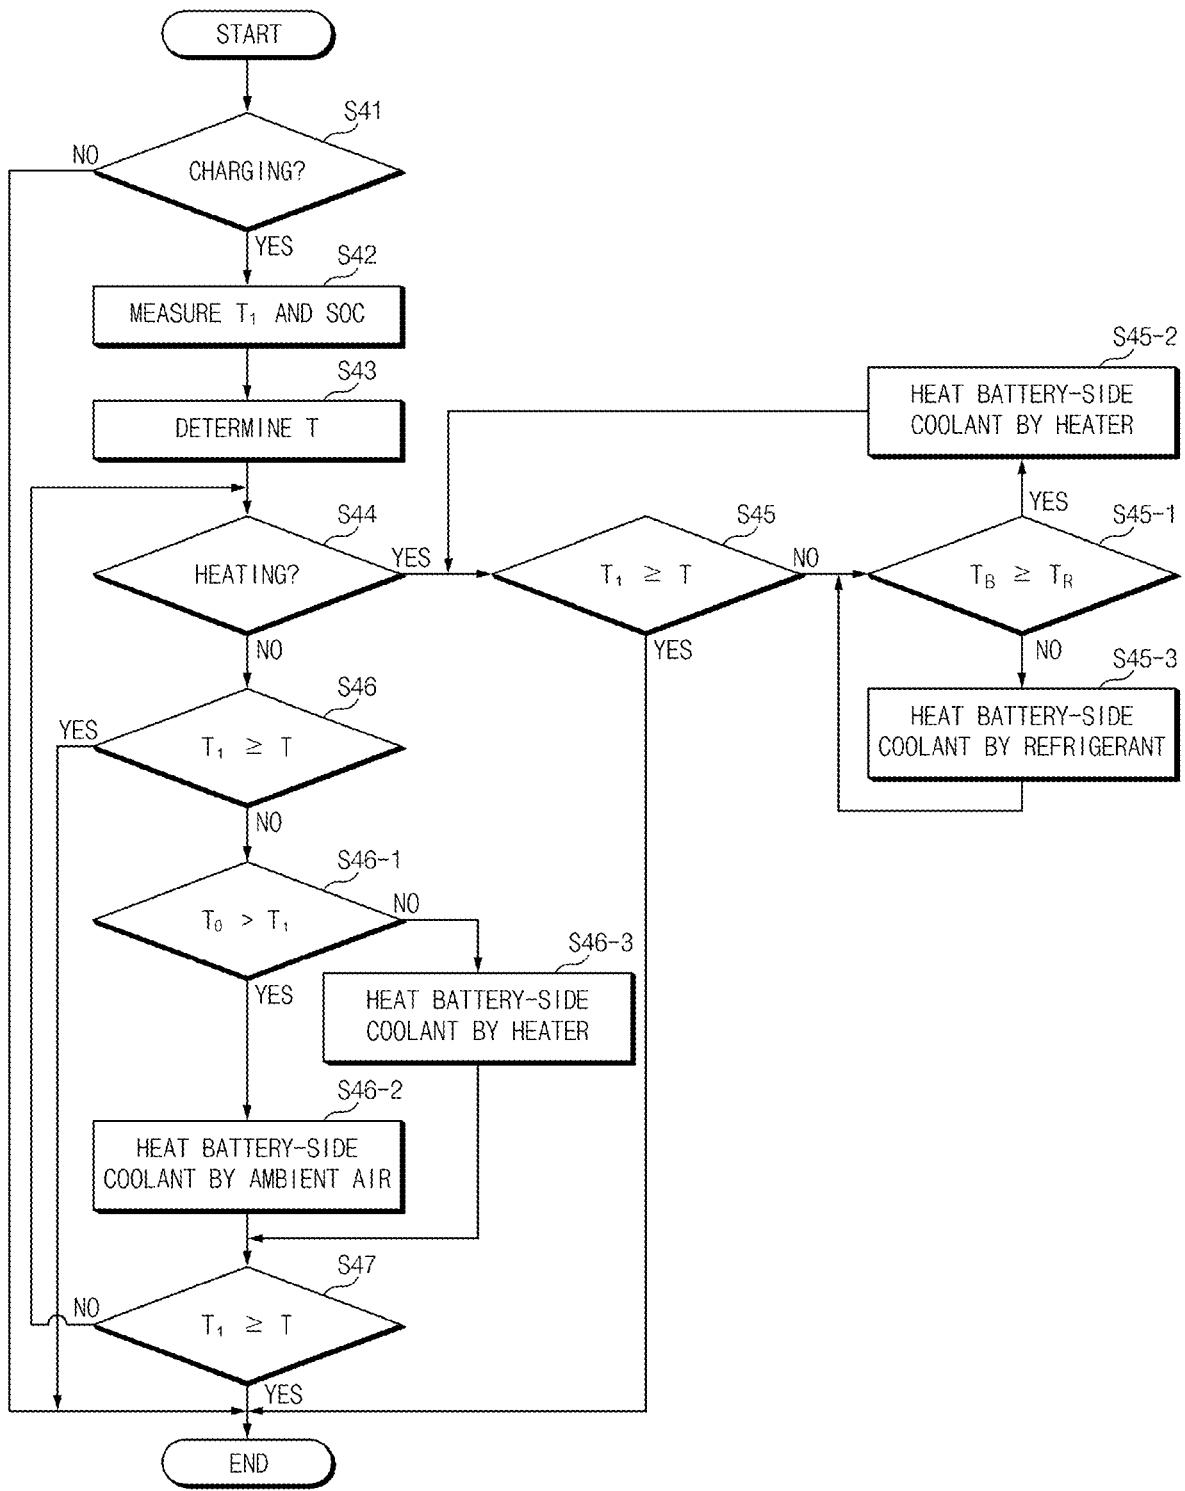 START
S41
NO
CHARGING?
YES
S42
MEASURE T₁ AND SOC
S43
DETERMINE T
S45-2
HEAT BATTERY-SIDE
COOLANT BY HEATER
YES
S44
HEATING?
YES
S45
T₁ ≥ T
NO
S45-1
T_B ≥ T_R
NO
YES
NO
S45-3
HEAT BATTERY-SIDE
COOLANT BY REFRIGERANT
S46
YES
T₁ ≥ T
NO
S46-1
T₀ > T₁
NO
YES
S46-3
HEAT BATTERY-SIDE
COOLANT BY HEATER
S46-2
HEAT BATTERY-SIDE
COOLANT BY AMBIENT AIR
S47
NO
T₁ ≥ T
YES
END